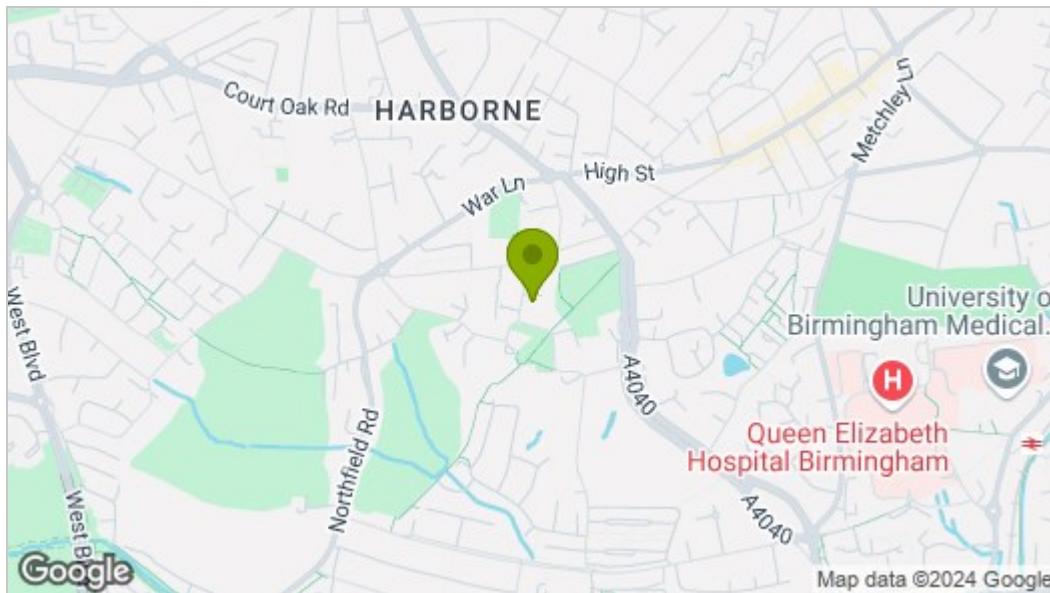 Court Oak Rd
HARBORNE
Metchley Ln
High St
War Ln
West Blvd
University o
Birmingham Medical.
H
A4040
Queen Elizabeth
Hospital Birmingham
Northfield Rd
West Bl
A4040
Google
Map data ©2024 Google